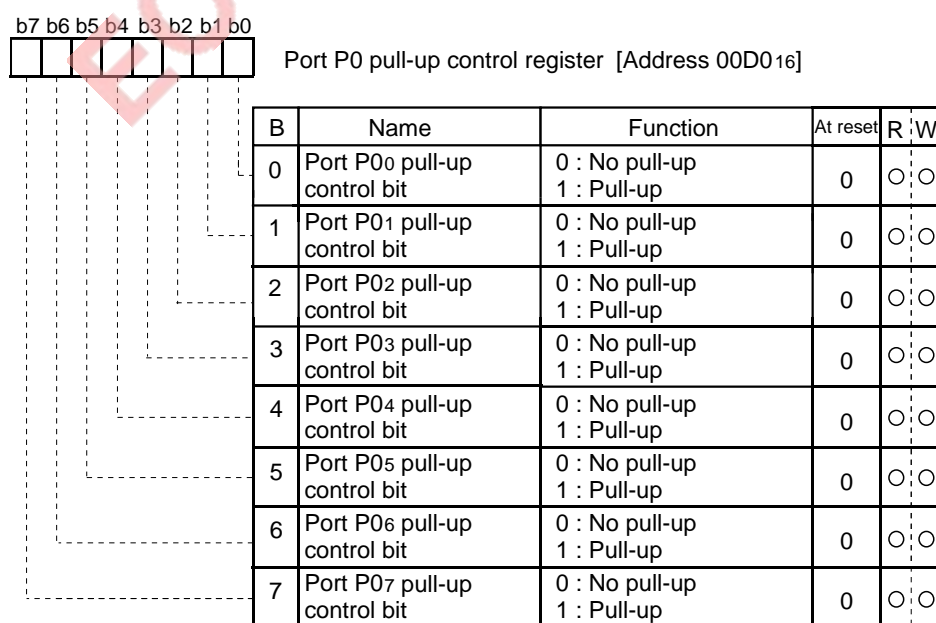 b7 b6 b5 b4 b3 b2 b1 b0
Port P0 pull-up control register [Address 00D016]
B Name Function At reset R W
0 Port P00 pull-up control bit 0 : No pull-up 1 : Pull-up 0 ○ ○
1 Port P01 pull-up control bit 0 : No pull-up 1 : Pull-up 0 ○ ○
2 Port P02 pull-up control bit 0 : No pull-up 1 : Pull-up 0 ○ ○
3 Port P03 pull-up control bit 0 : No pull-up 1 : Pull-up 0 ○ ○
4 Port P04 pull-up control bit 0 : No pull-up 1 : Pull-up 0 ○ ○
5 Port P05 pull-up control bit 0 : No pull-up 1 : Pull-up 0 ○ ○
6 Port P06 pull-up control bit 0 : No pull-up 1 : Pull-up 0 ○ ○
7 Port P07 pull-up control bit 0 : No pull-up 1 : Pull-up 0 ○ ○